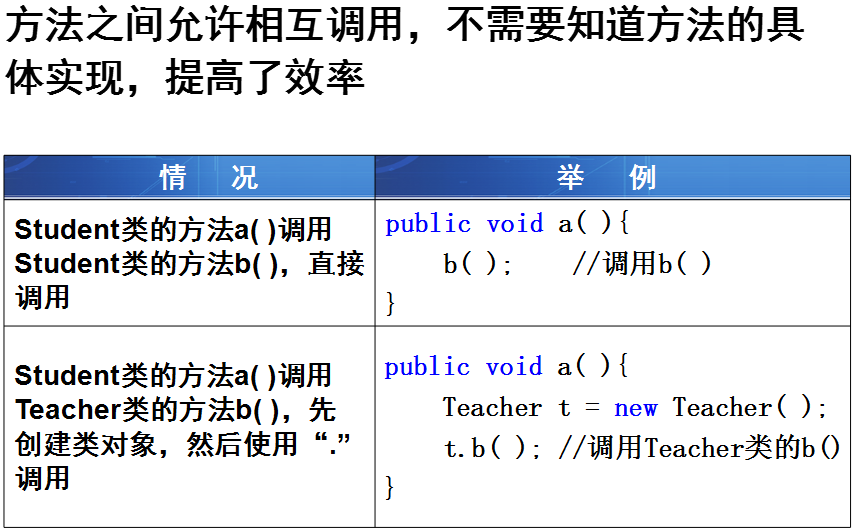 方法之间允许相互调用，不需要知道方法的具
体实现，提高了效率
情 况
举 例
Student类的方法a( )调用
Student类的方法b( )，直接
调用
public void a( ){
b( ); //调用b( )
}
Student类的方法a( )调用
Teacher类的方法b( )，先
创建类对象，然后使用“.”
调用
public void a( ){
Teacher t = new Teacher( );
t.b( ); //调用Teacher类的b()
}